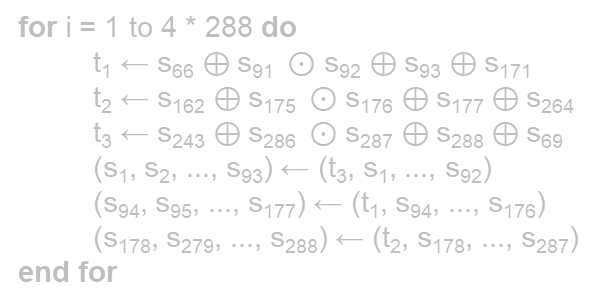 for i = 1 to 4 * 288 do
t₁ ← s₆₆ ⊕ s₉₁ ⊙ s₉₂ ⊕ s₉₃ ⊕ s₁₇₁
t₂ ← s₁₆₂ ⊕ s₁₇₅ ⊙ s₁₇₆ ⊕ s₁₇₇ ⊕ s₂₆₄
t₃ ← s₂₄₃ ⊕ s₂₈₆ ⊙ s₂₈₇ ⊕ s₂₈₈ ⊕ s₆₉
(s₁, s₂, ..., s₉₃) ← (t₃, s₁, ..., s₉₂)
(s₉₄, s₉₅, ..., s₁₇₇) ← (t₁, s₉₄, ..., s₁₇₆)
(s₁₇₈, s₂₇₉, ..., s₂₈₈) ← (t₂, s₁₇₈, ..., s₂₈₇)
end for